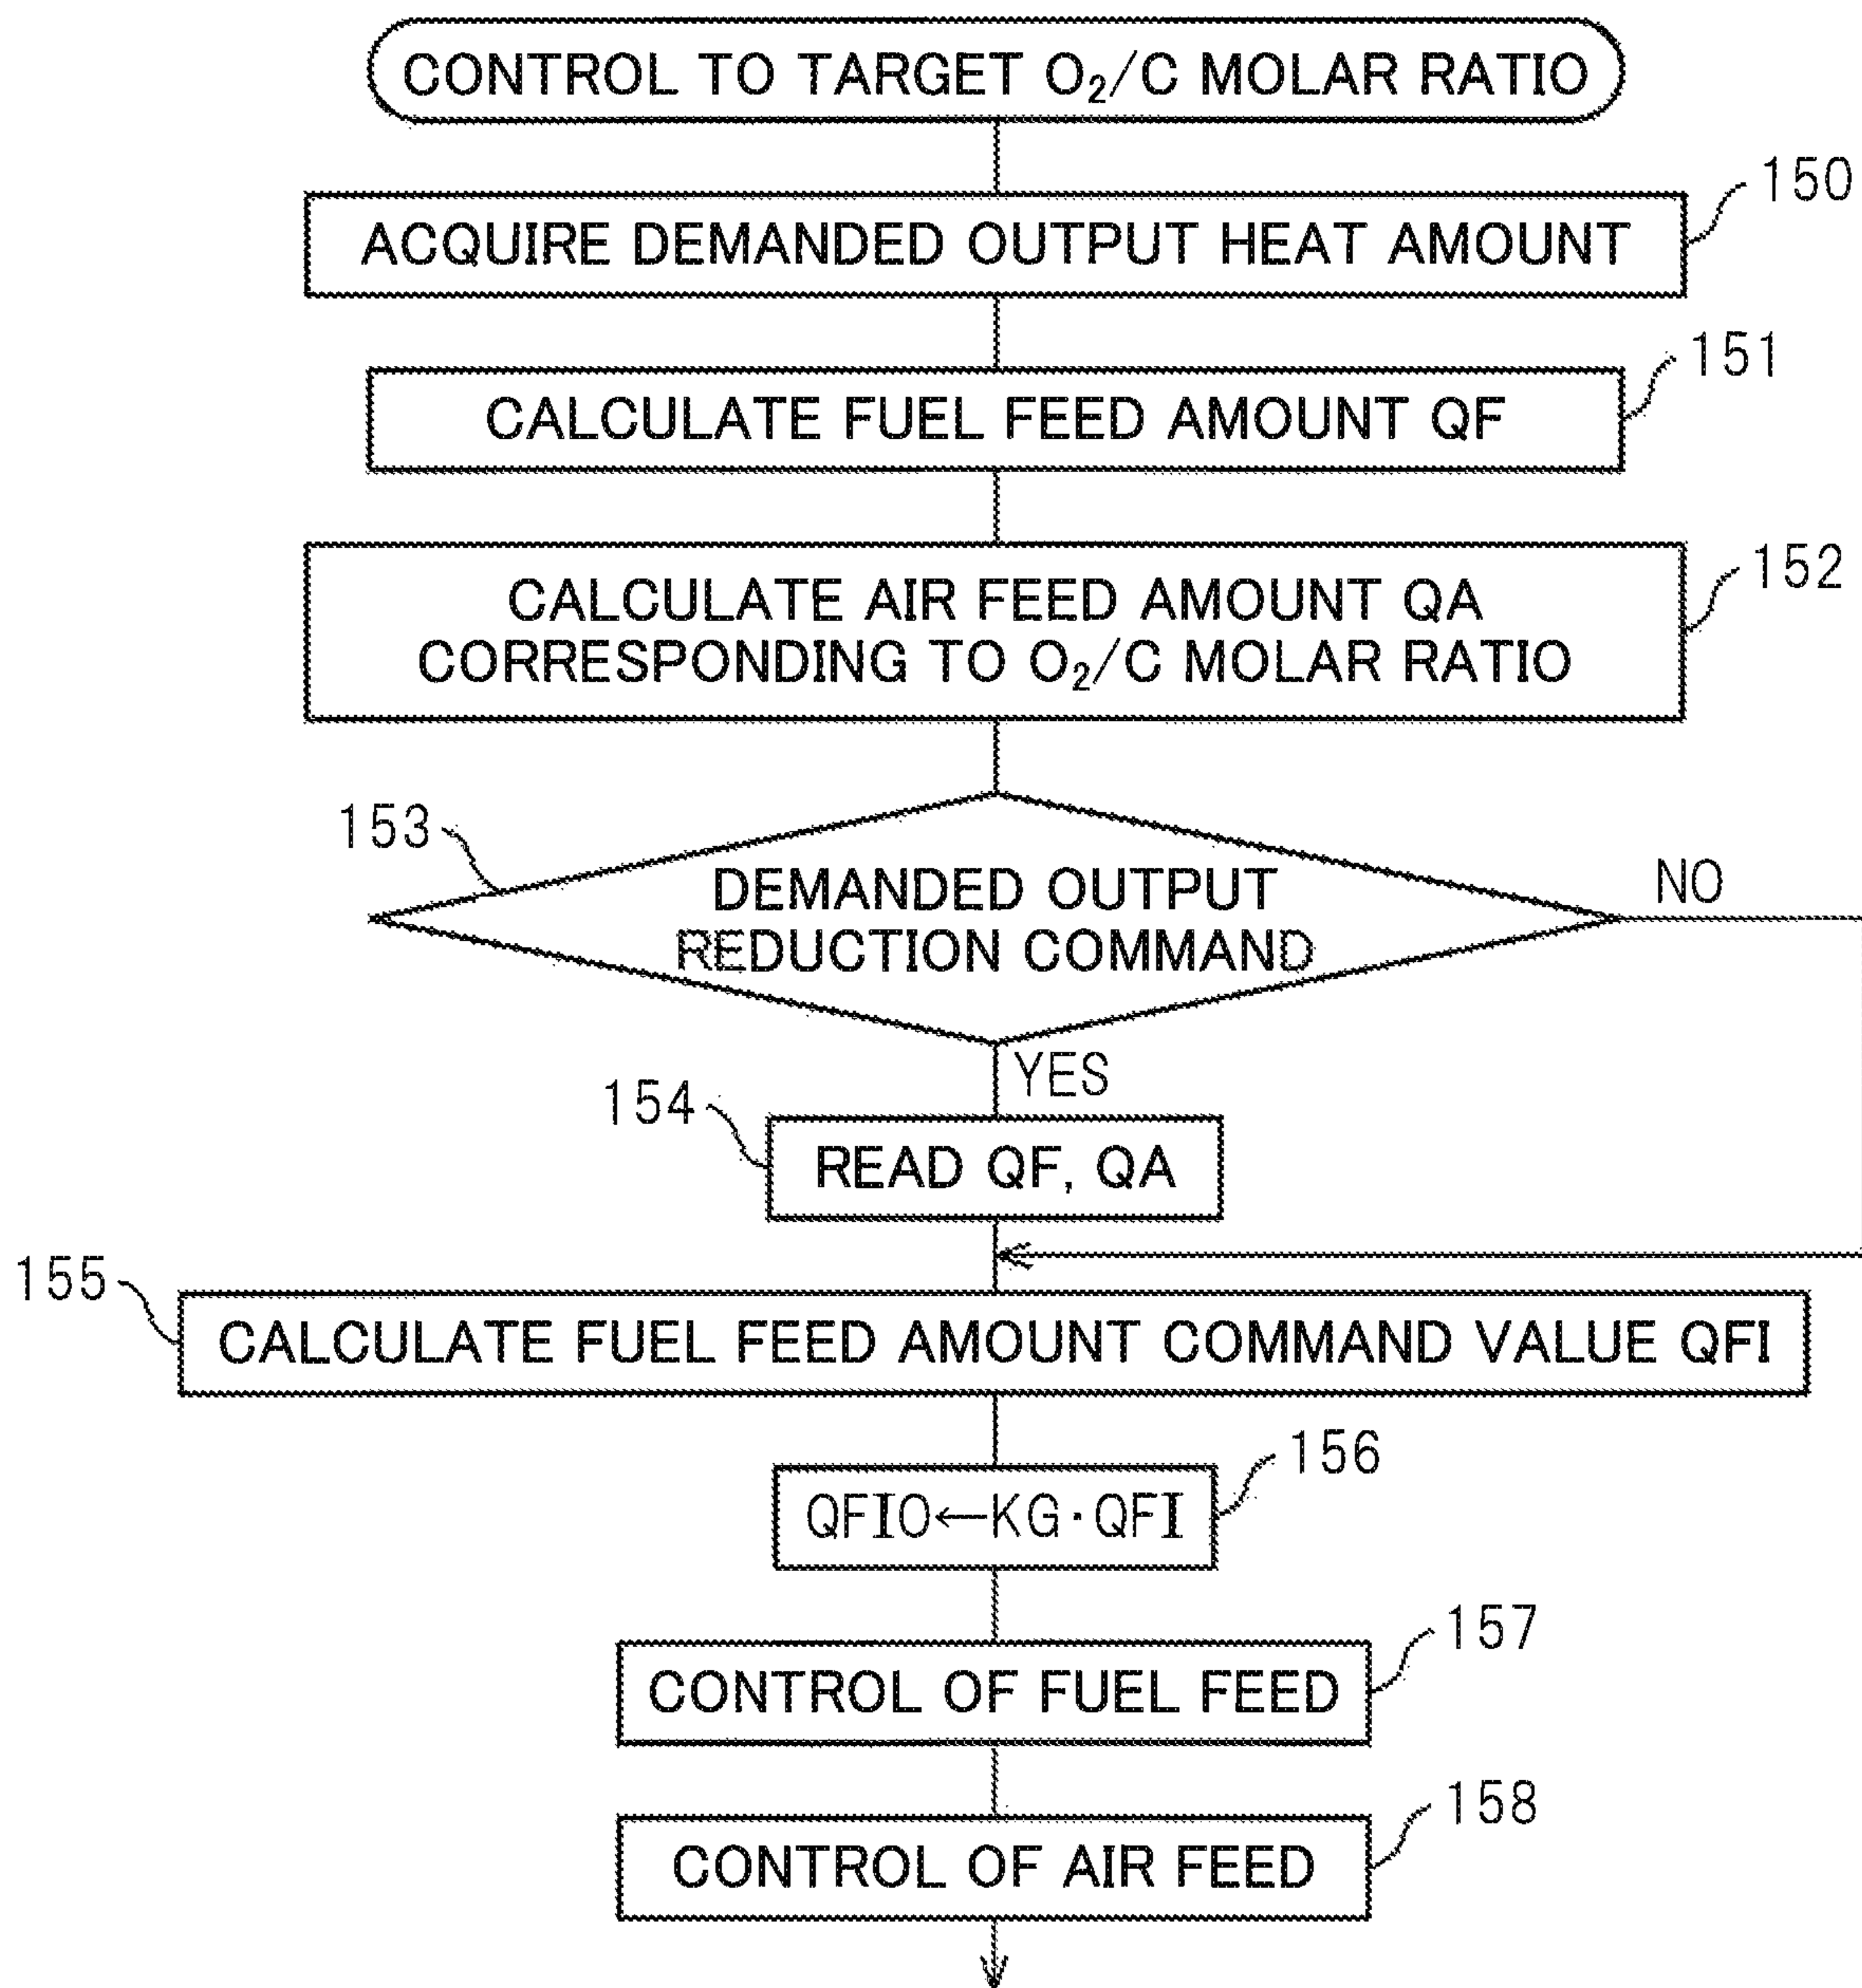 CONTROL TO TARGET O₂/C MOLAR RATIO
150
ACQUIRE DEMANDED OUTPUT HEAT AMOUNT
151
CALCULATE FUEL FEED AMOUNT QF
152
CALCULATE AIR FEED AMOUNT QA
CORRESPONDING TO O₂/C MOLAR RATIO
153
DEMANDED OUTPUT
REDUCTION COMMAND
NO
YES
154
READ QF, QA
155
CALCULATE FUEL FEED AMOUNT COMMAND VALUE QFI
156
QFIO←KG·QFI
157
CONTROL OF FUEL FEED
158
CONTROL OF AIR FEED